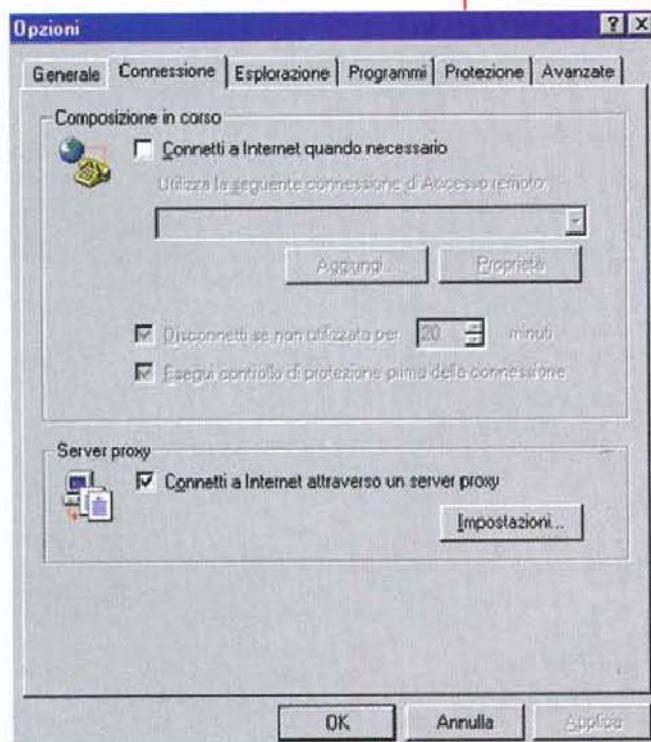 Opzioni
Generale Connessione Esplorazione Programmi Protezione Avanzate
Composizione in corso
Connetti a Internet quando necessario
Utilizza la seguente connessione di Accesso remoto:
Aggiungi... Proprietà
Disconnetti se non utilizzata per 20 minuti
Esegui controllo di protezione prima della connessione
Server proxy
Connetti a Internet attraverso un server proxy
Impostazioni...
OK Annulla Applica